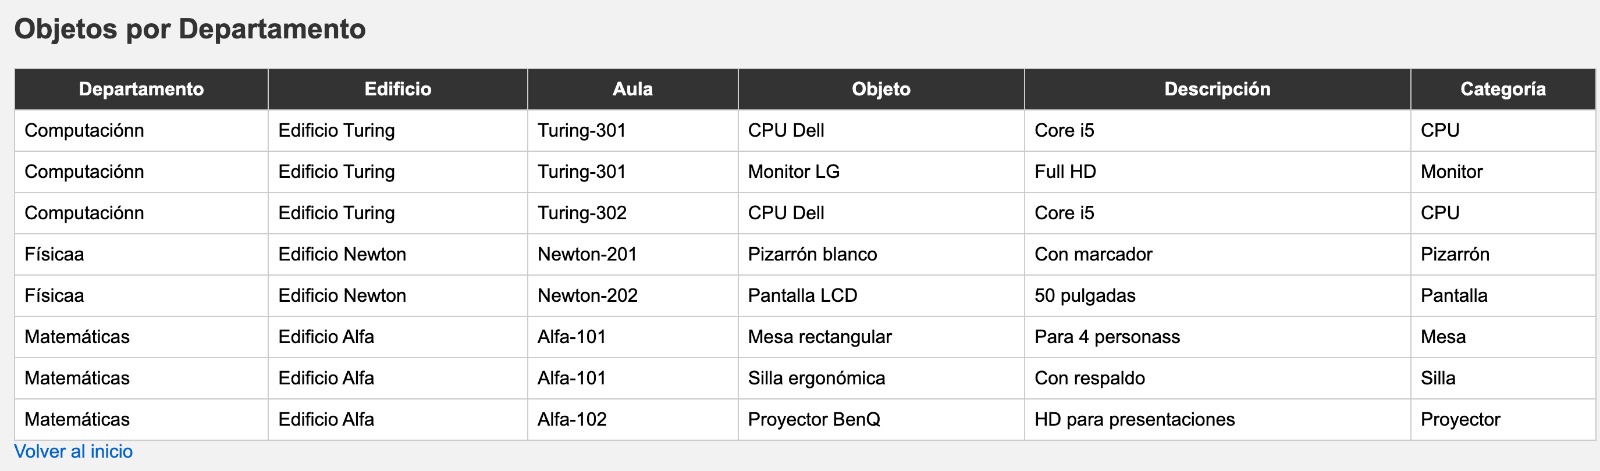 Objetos por Departamento
Departamento Edificio Aula Objeto Descripción Categoría
Computaciónn Edificio Turing Turing-301 CPU Dell Core i5 CPU
Computaciónn Edificio Turing Turing-301 Monitor LG Full HD Monitor
Computaciónn Edificio Turing Turing-302 CPU Dell Core i5 CPU
Físicaa Edificio Newton Newton-201 Pizarrón blanco Con marcador Pizarrón
Físicaa Edificio Newton Newton-202 Pantalla LCD 50 pulgadas Pantalla
Matemáticas Edificio Alfa Alfa-101 Mesa rectangular Para 4 personass Mesa
Matemáticas Edificio Alfa Alfa-101 Silla ergonómica Con respaldo Silla
Matemáticas Edificio Alfa Alfa-102 Proyector BenQ HD para presentaciones Proyector
Volver al inicio